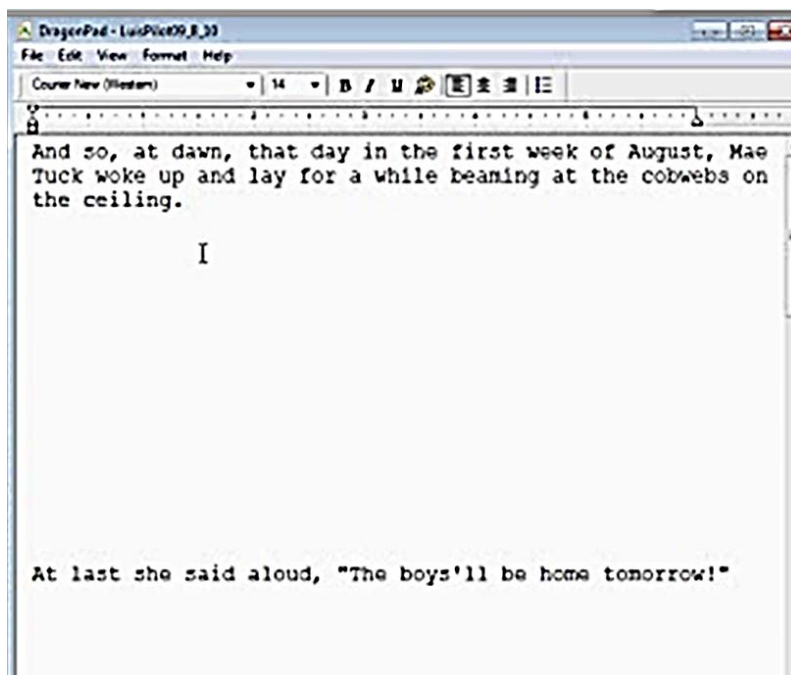 DragonPad - LuisPilot09_8_10
File Edit View Format Help
Courier New (Western) 14 B I U
And so, at dawn, that day in the first week of August, Mae
Tuck woke up and lay for a while beaming at the cobwebs on
the ceiling.
At last she said aloud, "The boys'll be home tomorrow!"